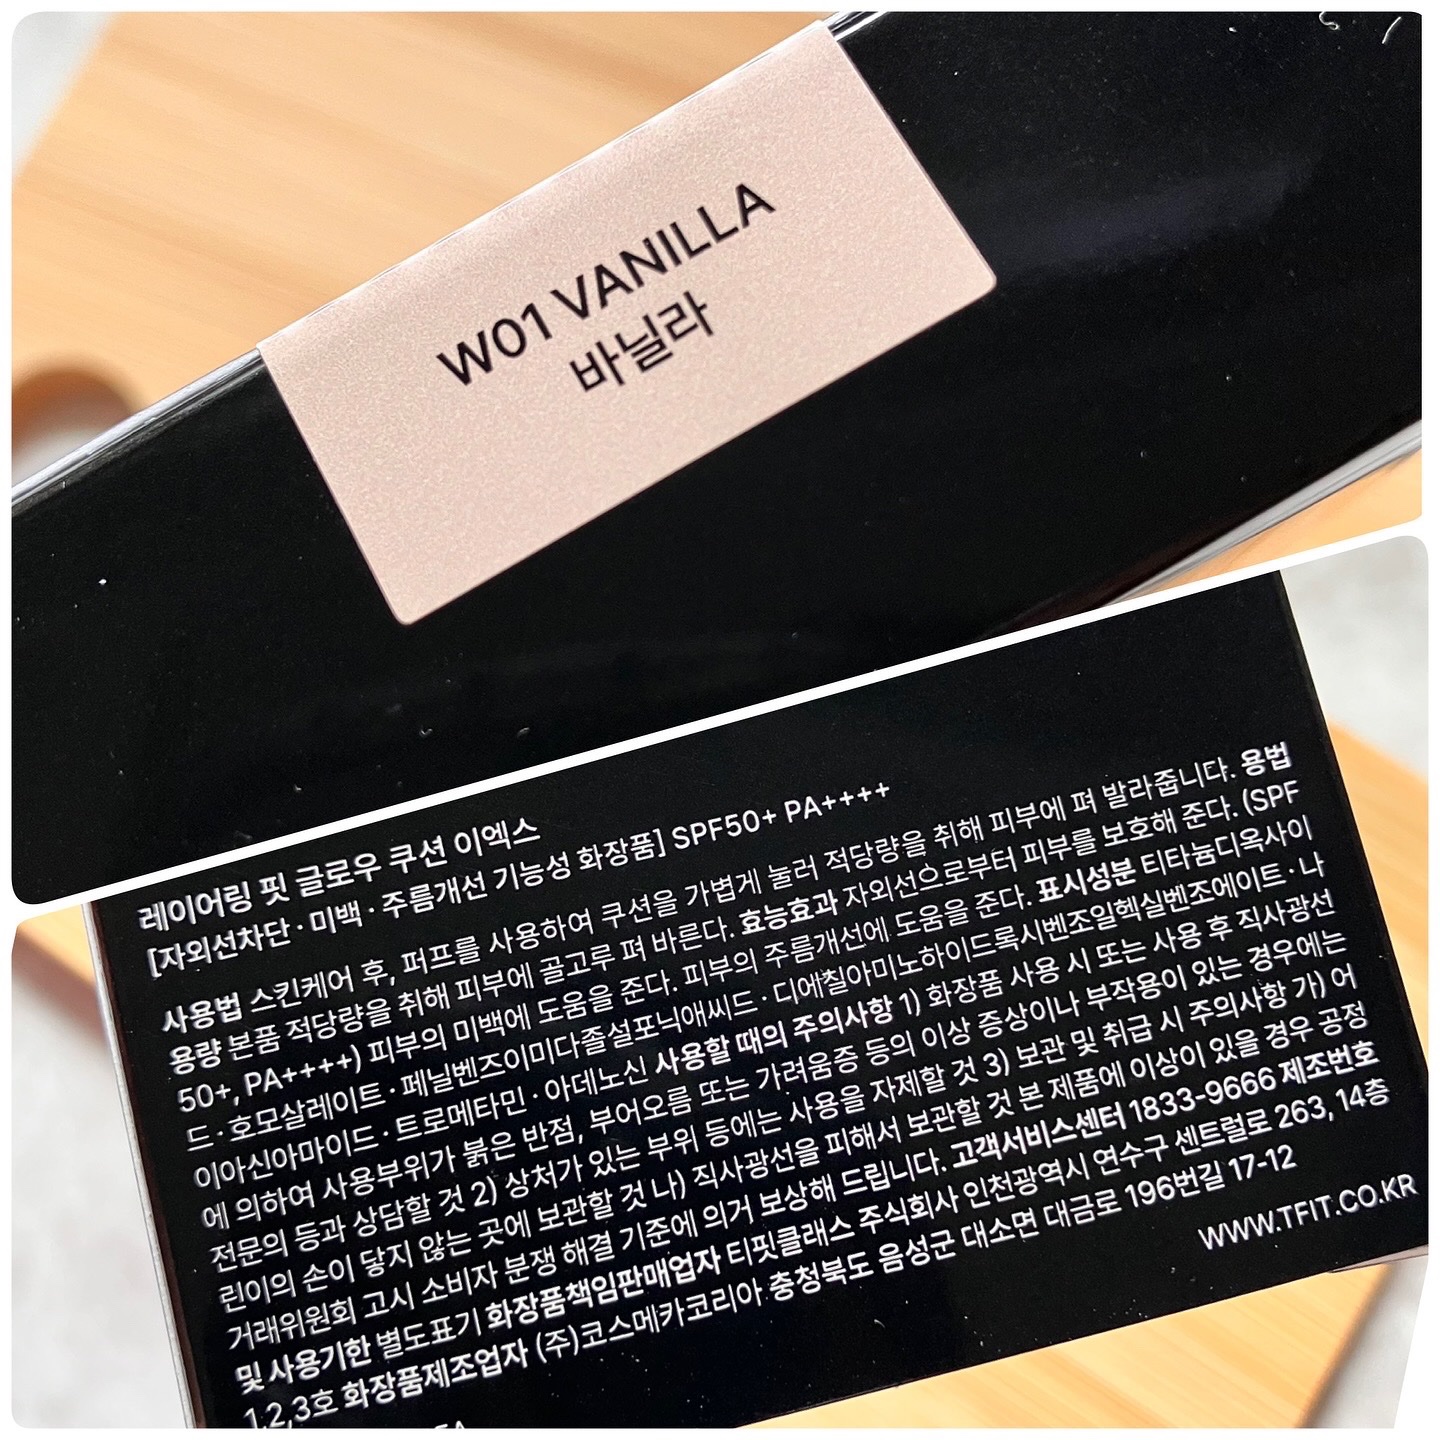 W01 VANILLA
바닐라
레이어링 핏 글로우 쿠션 이엑스
[자외선차단 · 미백 · 주름개선 기능성 화장품] SPF50+ PA++++
사용법 스킨케어 후, 퍼프를 사용하여 쿠션을 가볍게 눌러 적당량을 취해 피부에 펴 발라줍니다. 용법
용량 본품 적당량을 취해 피부에 골고루 펴 바른다. 효능효과 자외선으로부터 피부를 보호해 준다. (SPF
50+, PA++++) 피부의 미백에 도움을 준다. 피부의 주름개선에 도움을 준다. 표시성분 티타늄디옥사이
드 · 호모살레이트 · 페닐벤즈이미다졸설포닉애씨드 · 디에칠아미노하이드록시벤조일헥실벤조에이트 · 나
이아신아마이드 · 트로메타민 · 아데노신 사용할 때의 주의사항 1) 화장품 사용 시 또는 사용 후 직사광선
에 의하여 사용부위가 붉은 반점, 부어오름 또는 가려움증 등의 이상 증상이나 부작용이 있는 경우에는
전문의 등과 상담할 것 2) 상처가 있는 부위 등에는 사용을 자제할 것 3) 보관 및 취급 시 주의사항 가) 어
린이의 손이 닿지 않는 곳에 보관할 것 나) 직사광선을 피해서 보관할 것 본 제품에 이상이 있을 경우 공정
거래위원회 고시 소비자 분쟁 해결 기준에 의거 보상해 드립니다. 고객서비스센터 1833-9666 제조번호
및 사용기한 별도표기 화장품책임판매업자 티핏클래스 주식회사 인천광역시 연수구 센트럴로 263, 14층
1,2,3호 화장품제조업자 (주)코스메카코리아 충청북도 음성군 대소면 대금로 196번길 17-12
WWW.TFIT.CO.KR